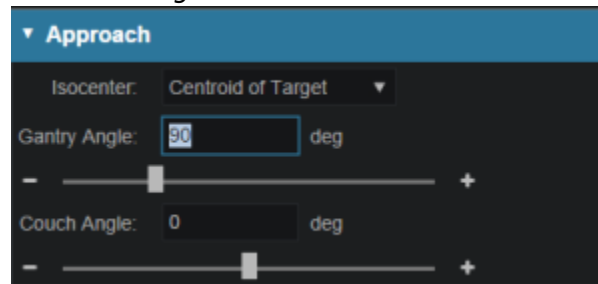 ▼ Approach
Isocenter: Centroid of Target ▼
Gantry Angle: 90 deg
- +
Couch Angle: 0 deg
- +